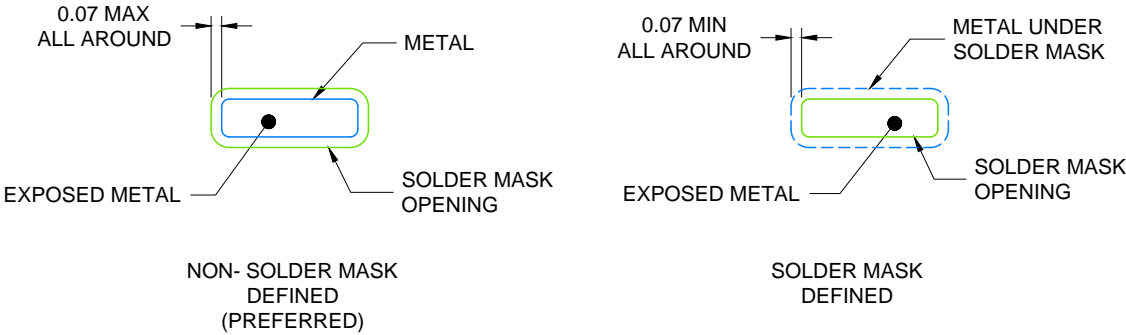 0.07 MAX
ALL AROUND
METAL
EXPOSED METAL
SOLDER MASK
OPENING
NON- SOLDER MASK
DEFINED
(PREFERRED)
0.07 MIN
ALL AROUND
METAL UNDER
SOLDER MASK
EXPOSED METAL
SOLDER MASK
OPENING
SOLDER MASK
DEFINED